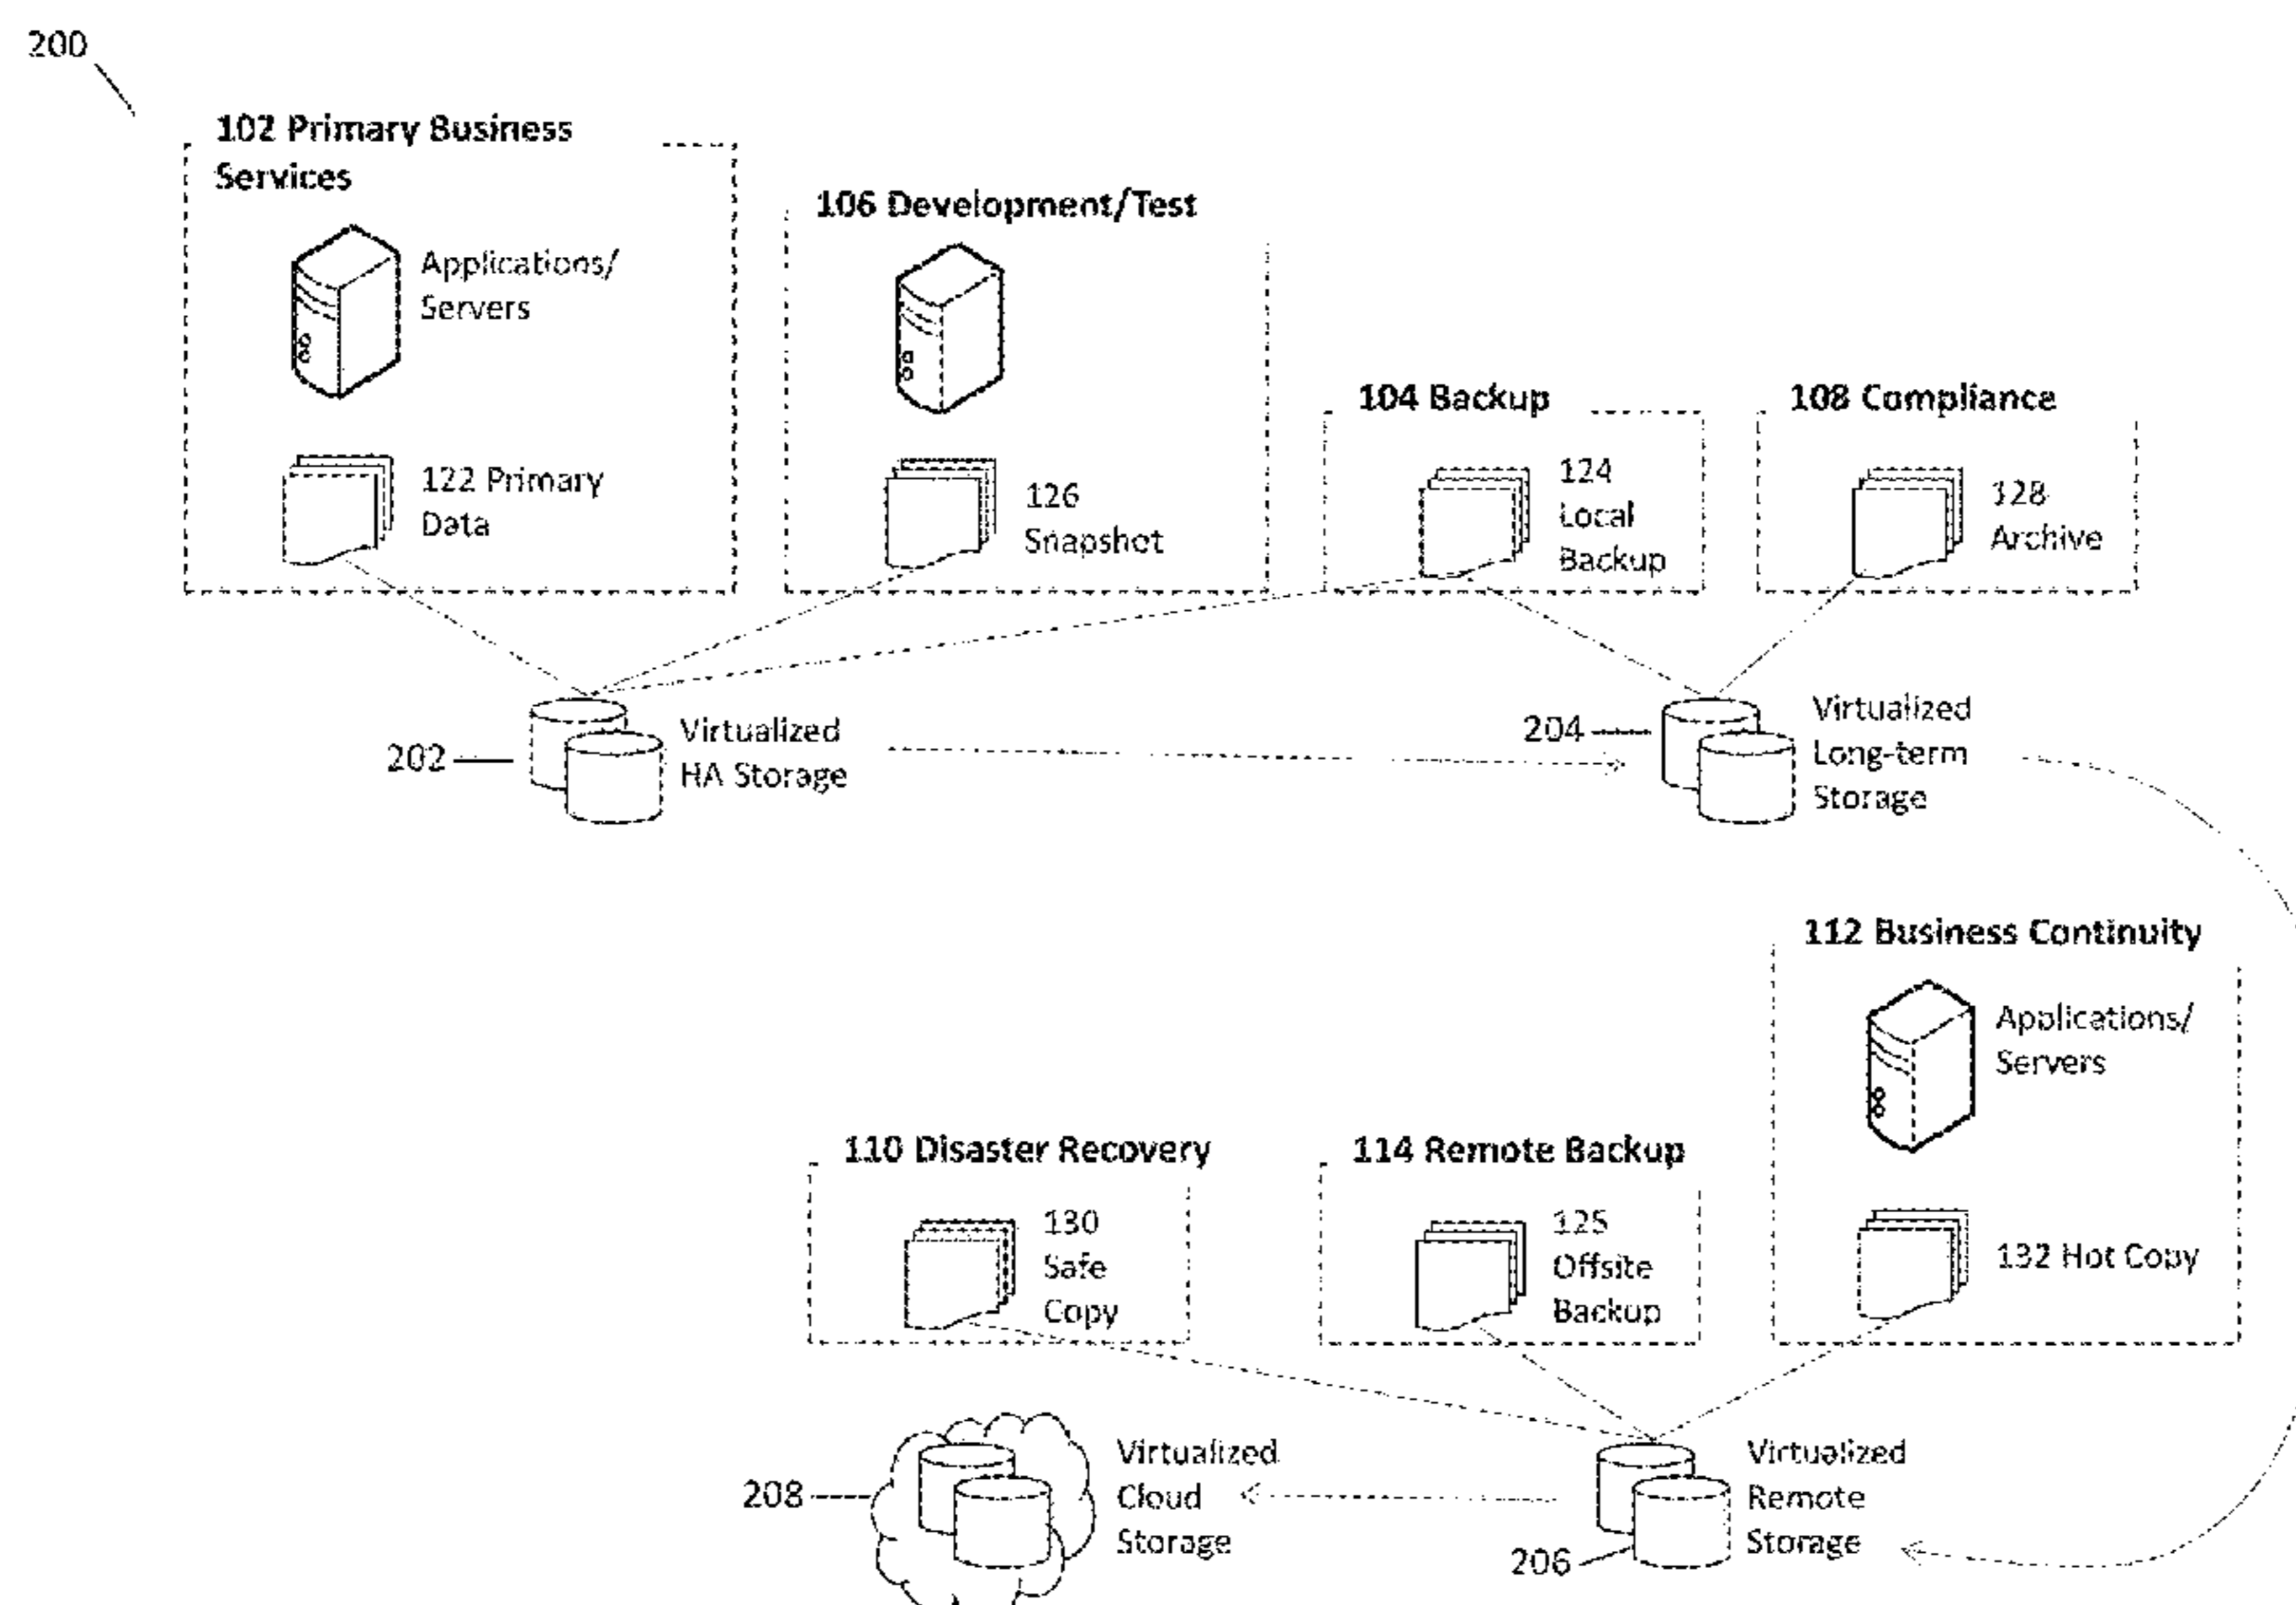 200
102 Primary Business
Services
Applications/
Servers
122 Primary
Data
106 Development/Test
126
Snapshot
104 Backup
124
Local
Backup
108 Compliance
128
Archive
202
Virtualized
HA Storage
204
Virtualized
Long-term
Storage
112 Business Continuity
Applications/
Servers
132 Hot Copy
110 Disaster Recovery
130
Safe
Copy
114 Remote Backup
125
Offsite
Backup
208
Virtualized
Cloud
Storage
206
Virtualized
Remote
Storage